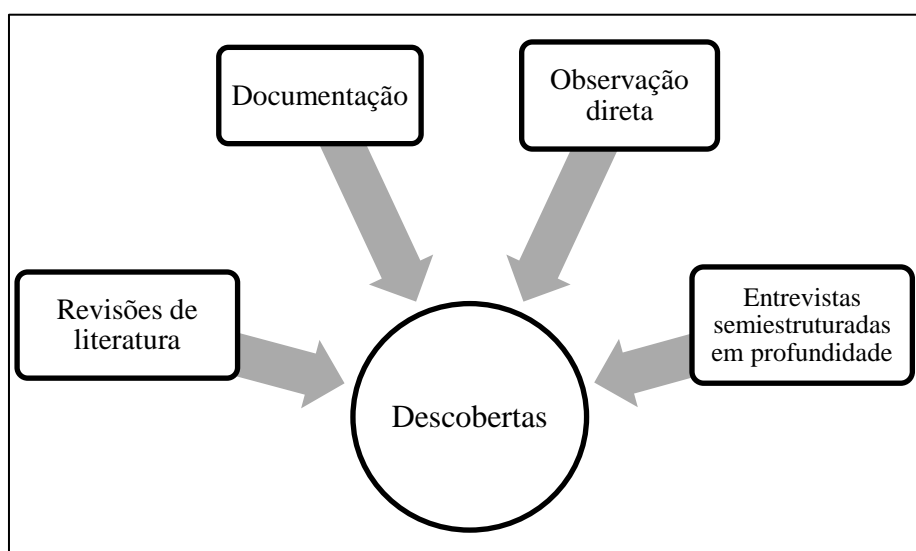 Documentação
Observação
direta
Revisões de
literatura
Entrevistas
semiestruturadas
em profundidade
Descobertas